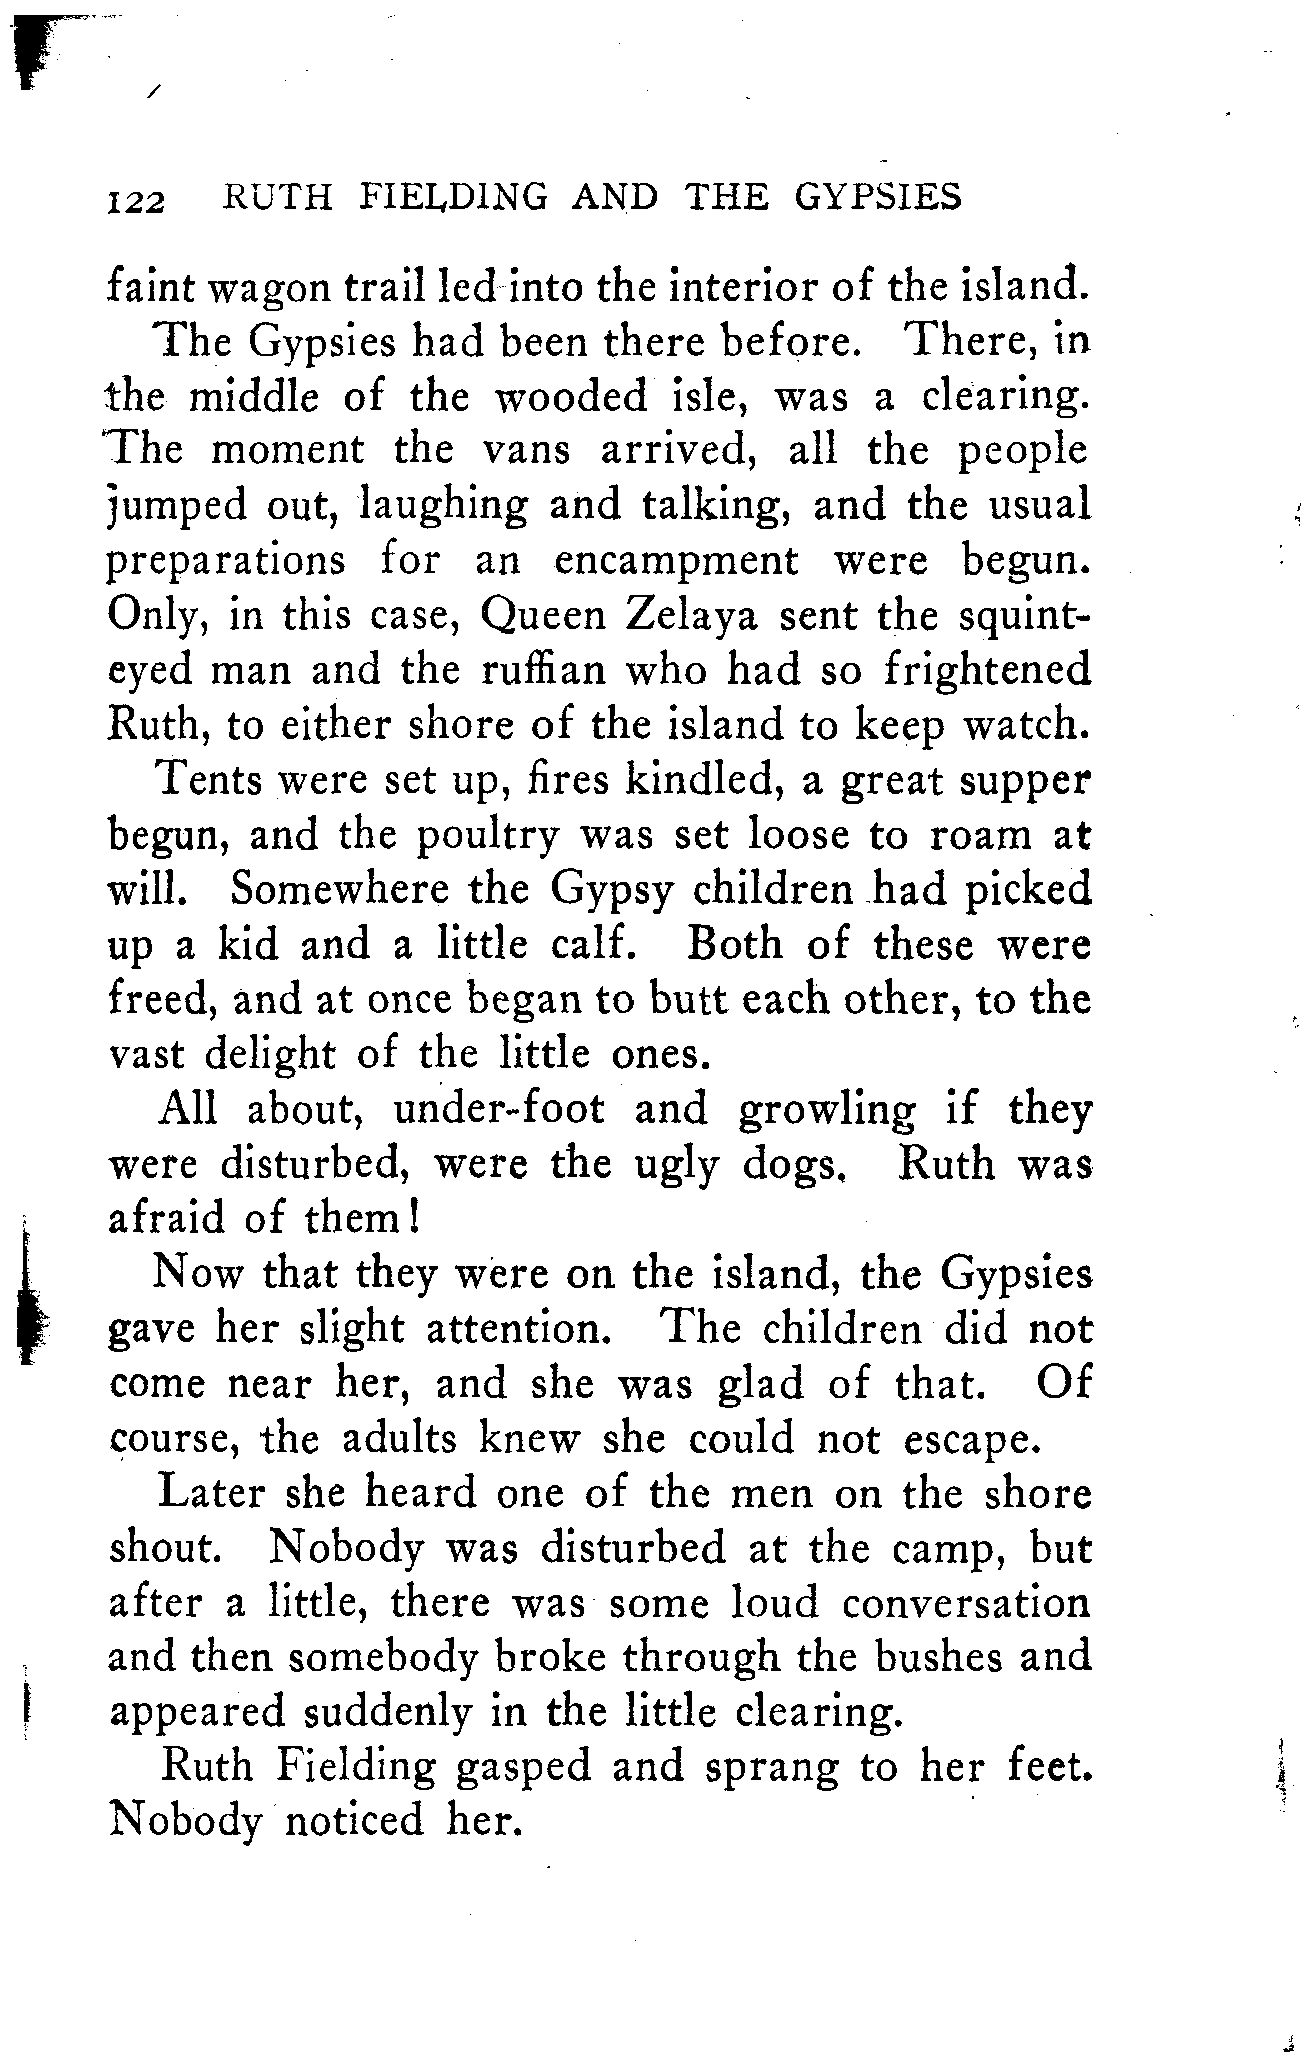 122 RUTH FIELDING AND THE GYPSIES
faint wagon trail led into the interior of the island.
The Gypsies had been there before. There, in
the middle of the wooded isle, was a clearing.
The moment the vans arrived, all the people
jumped out, laughing and talking, and the usual
preparations for an encampment were begun.
Only, in this case, Queen Zelaya sent the squint-
eyed man and the ruffian who had so frightened
Ruth, to either shore of the island to keep watch.
Tents were set up, fires kindled, a great supper
begun, and the poultry was set loose to roam at
will. Somewhere the Gypsy children had picked
up a kid and a little calf. Both of these were
freed, and at once began to butt each other, to the
vast delight of the little ones.
All about, under-foot and growling if they
were disturbed, were the ugly dogs. Ruth was
afraid of them!
Now that they were on the island, the Gypsies
gave her slight attention. The children did not
come near her, and she was glad of that. Of
course, the adults knew she could not escape.
Later she heard one of the men on the shore
shout. Nobody was disturbed at the camp, but
after a little, there was some loud conversation
and then somebody broke through the bushes and
appeared suddenly in the little clearing.
Ruth Fielding gasped and sprang to her feet.
Nobody noticed her.